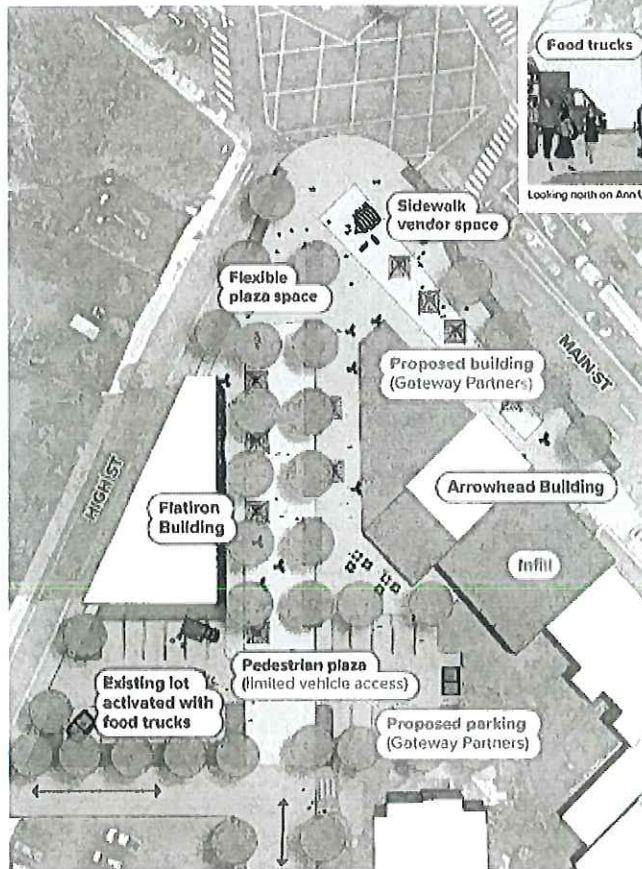 Food trucks
Looking north on Ann
Sidewalk
vendor space
Flexible
plaza space
Proposed building
(Gateway Partners)
MAIN ST
HIGH ST
Arrowhead Building
Flatiron
Building
Infill
Pedestrian plaza
(limited vehicle access)
Existing lot
activated with
food trucks
Proposed parking
(Gateway Partners)